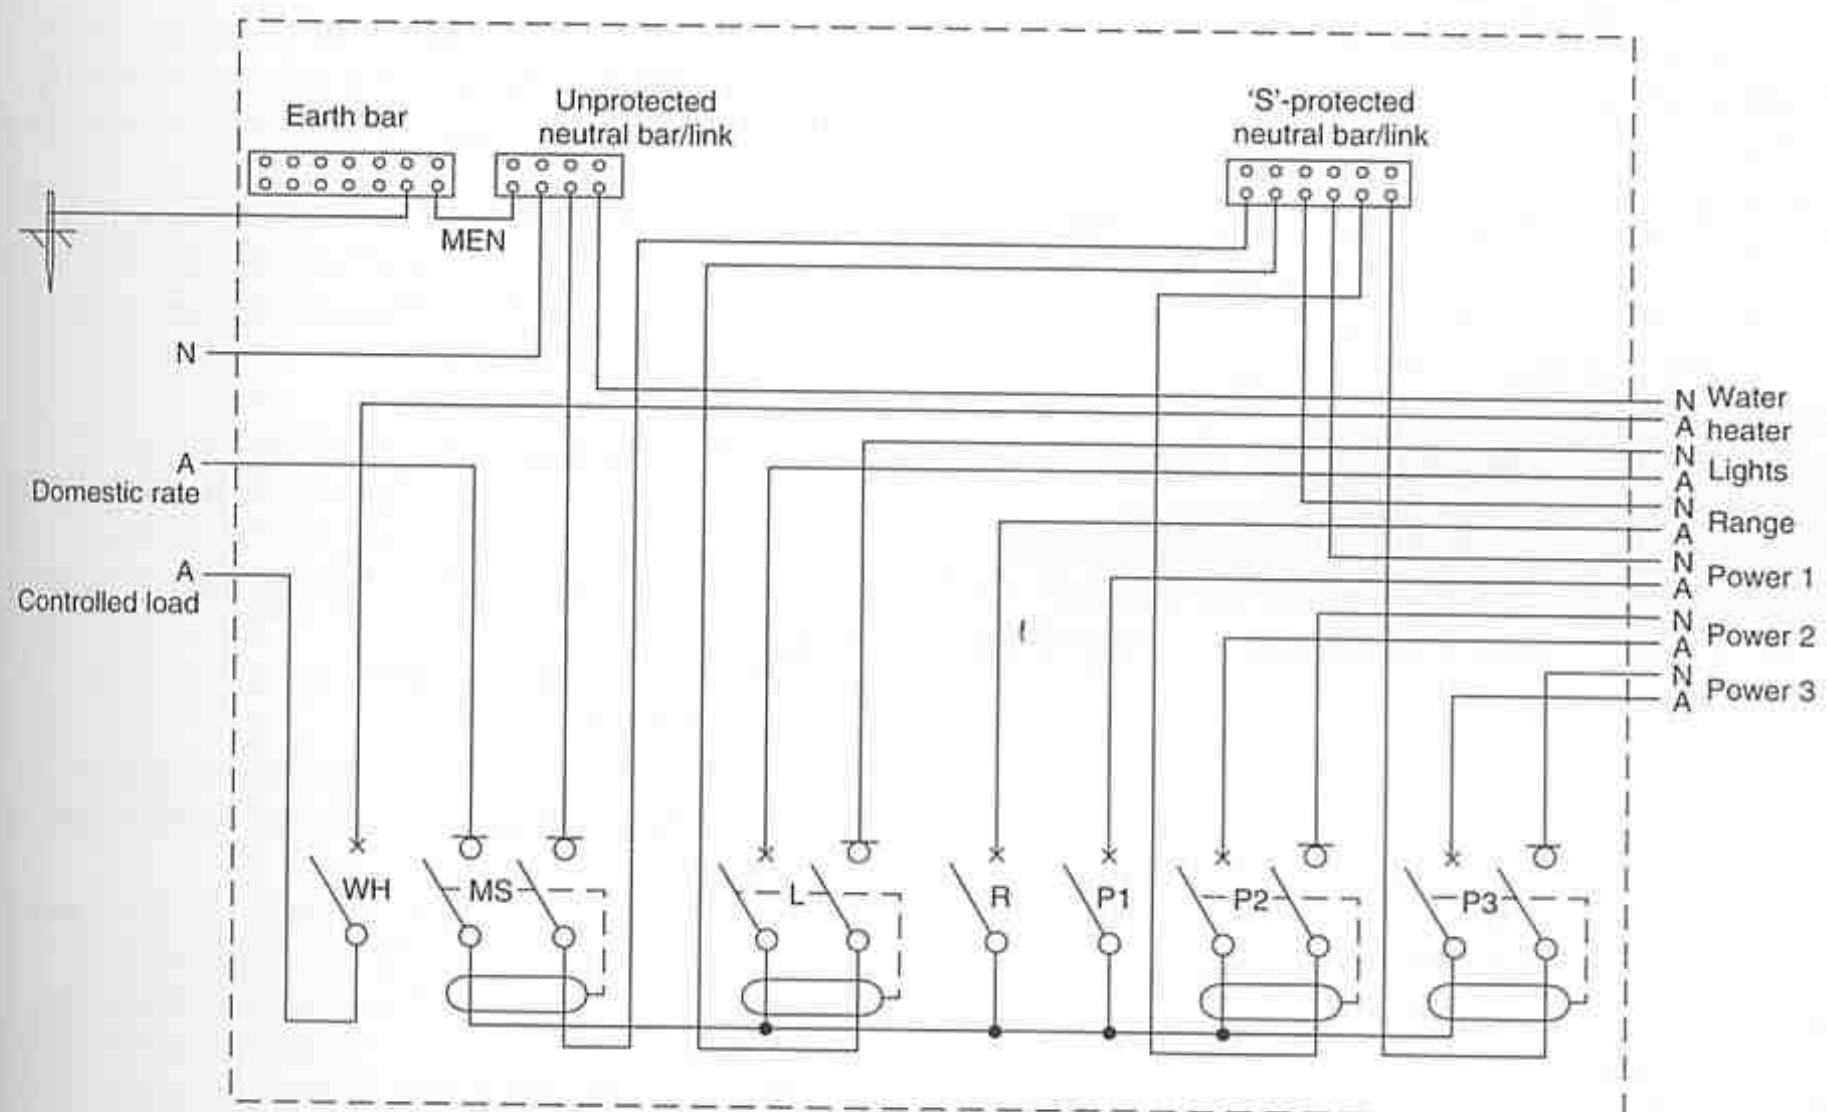 Earth bar
Unprotected
neutral bar/link
'S'-protected
neutral bar/link
MEN
N
A
Domestic rate
A
Controlled load
N Water
A heater
N
A Lights
N
A Range
N
A Power 1
N
A Power 2
N
A Power 3
WH
MS
L
R
P1
P2
P3